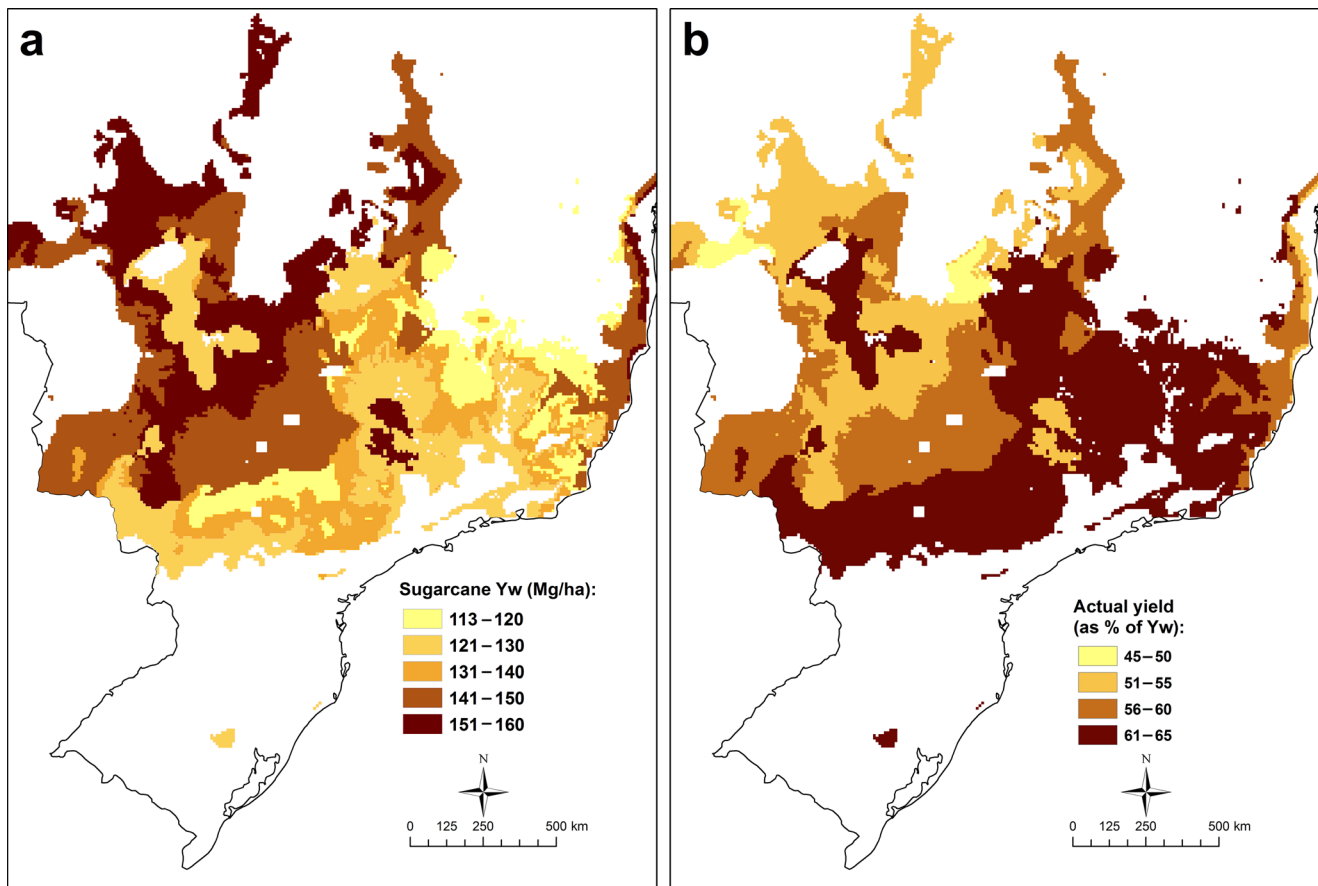 a
Sugarcane Yw (Mg/ha):
113–120
121–130
131–140
141–150
151–160
N
0 125 250 500 km
b
Actual yield
(as % of Yw):
45–50
51–55
56–60
61–65
N
0 125 250 500 km